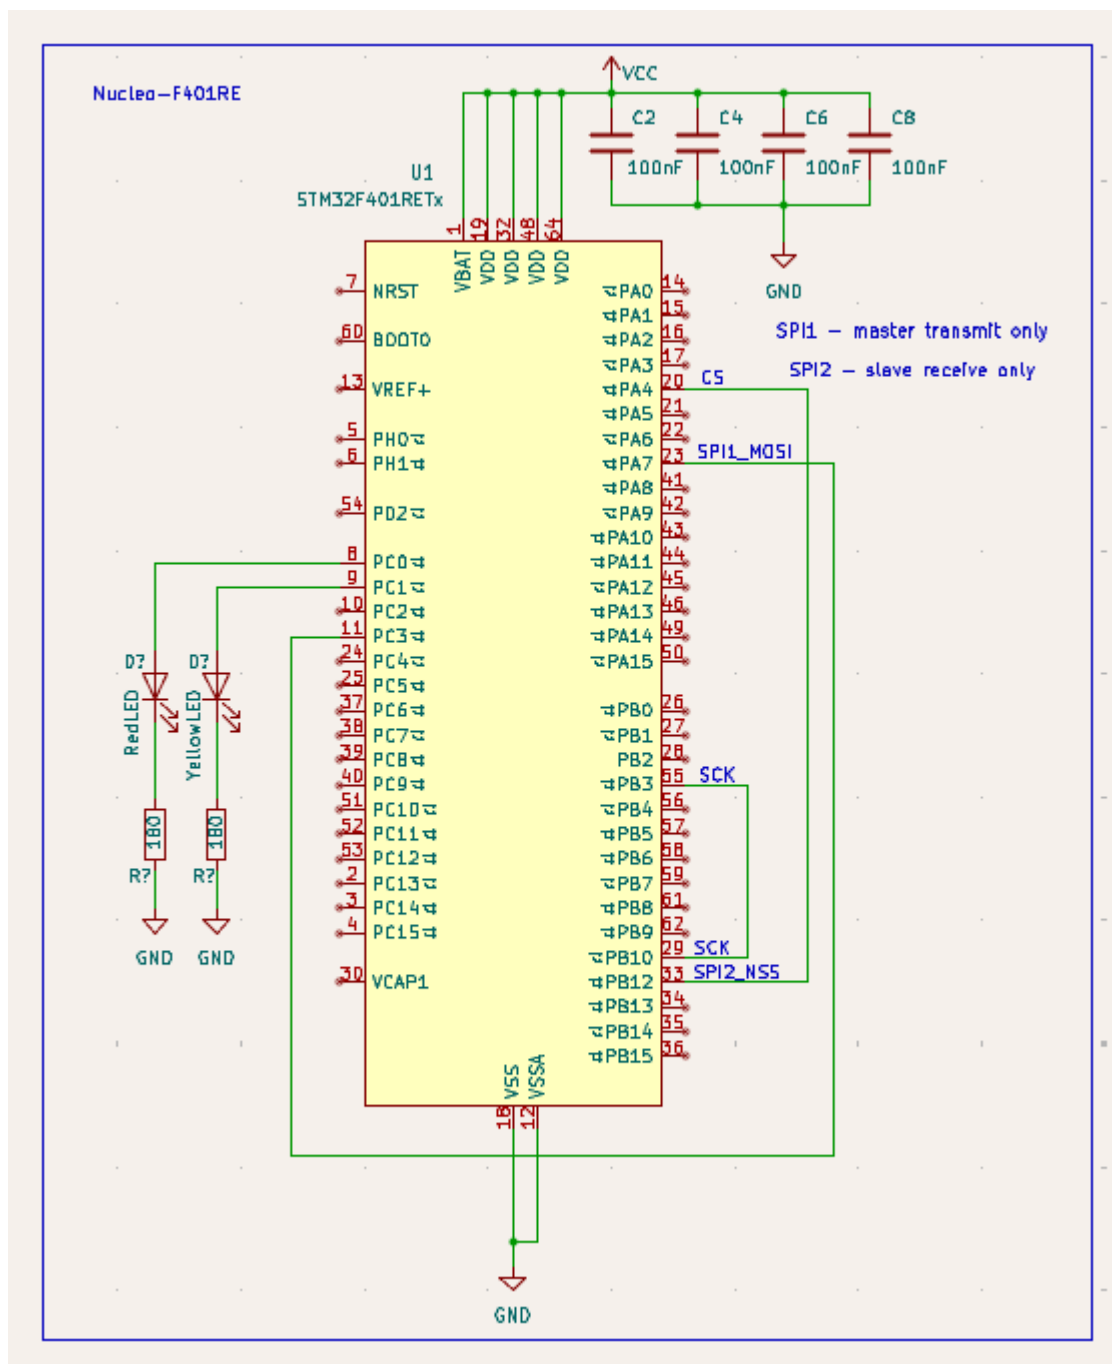 Nucleo-F401RE
VCC
C2
C4
C6
C8
100nF
100nF
100nF
100nF
GND
U1
STM32F401RETx
1
19
32
48
64
VBAT
VDD
VDD
VDD
VDD
SPI1 - master transmit only
SPI2 - slave receive only
7 NRST
60 BOOT0
13 VREF+
5 PH0
6 PH1
54 PD2
8 PC0
9 PC1
10 PC2
11 PC3
24 PC4
25 PC5
37 PC6
38 PC7
39 PC8
40 PC9
51 PC10
52 PC11
53 PC12
2 PC13
3 PC14
4 PC15
30 VCAP1
PA0 14
PA1 15
PA2 16
PA3 17
PA4 20 CS
PA5 21
PA6 22
PA7 23 SPI1_MOSI
PA8 41
PA9 42
PA10 43
PA11 44
PA12 45
PA13 46
PA14 49
PA15 50
PB0 26
PB1 27
PB2 28
PB3 55 SCK
PB4 56
PB5 57
PB6 58
PB7 59
PB8 61
PB9 62
PB10 29 SCK
PB12 33 SPI2_NSS
PB13 34
PB14 35
PB15 36
D?
RedLED
D?
YellowLED
180
R?
180
R?
GND
GND
VSS
VSSA
18
12
GND